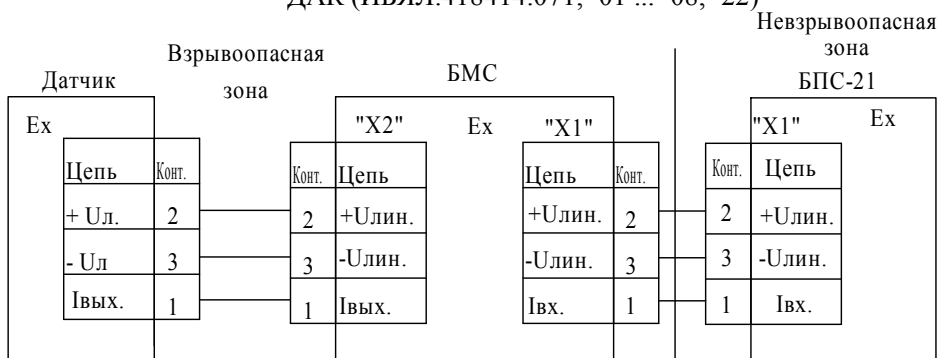 ДАК (ИБЯЛ.418414.071, -01 ... -08, -22)
Невзрывоопасная
зона
Взрывоопасная
зона
Датчик
БМС
БПС-21
Ex
"X2"
Ex
"X1"
"X1"
Ex
Цепь Конт.
+ Uл. 2
- Uл 3
Iвых. 1
Конт. Цепь
2 +Uлин.
3 -Uлин.
1 Iвых.
Цепь Конт.
+Uлин. 2
-Uлин. 3
Iвх. 1
Конт. Цепь
2 +Uлин.
3 -Uлин.
1 Iвх.